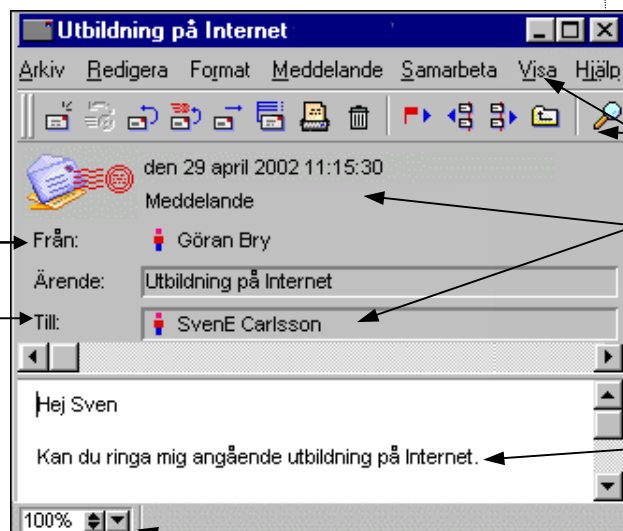 Utbildning på Internet
Arkiv Redigera Format Meddelande Samarbeta Visa Hjälp
den 29 april 2002 11:15:30
Meddelande
Från: Göran Bry
Ärende: Utbildning på Internet
Till: SvenE Carlsson
Hej Sven
Kan du ringa mig angående utbildning på Internet.
100%